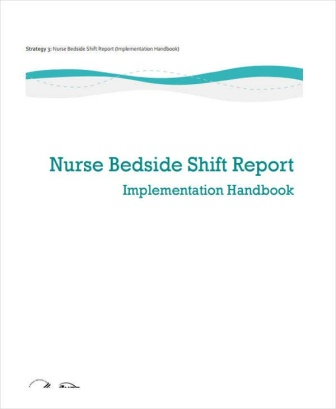 Strategy 3: Nurse Bedside Shift Report (Implementation Handbook)
Nurse Bedside Shift Report
Implementation Handbook